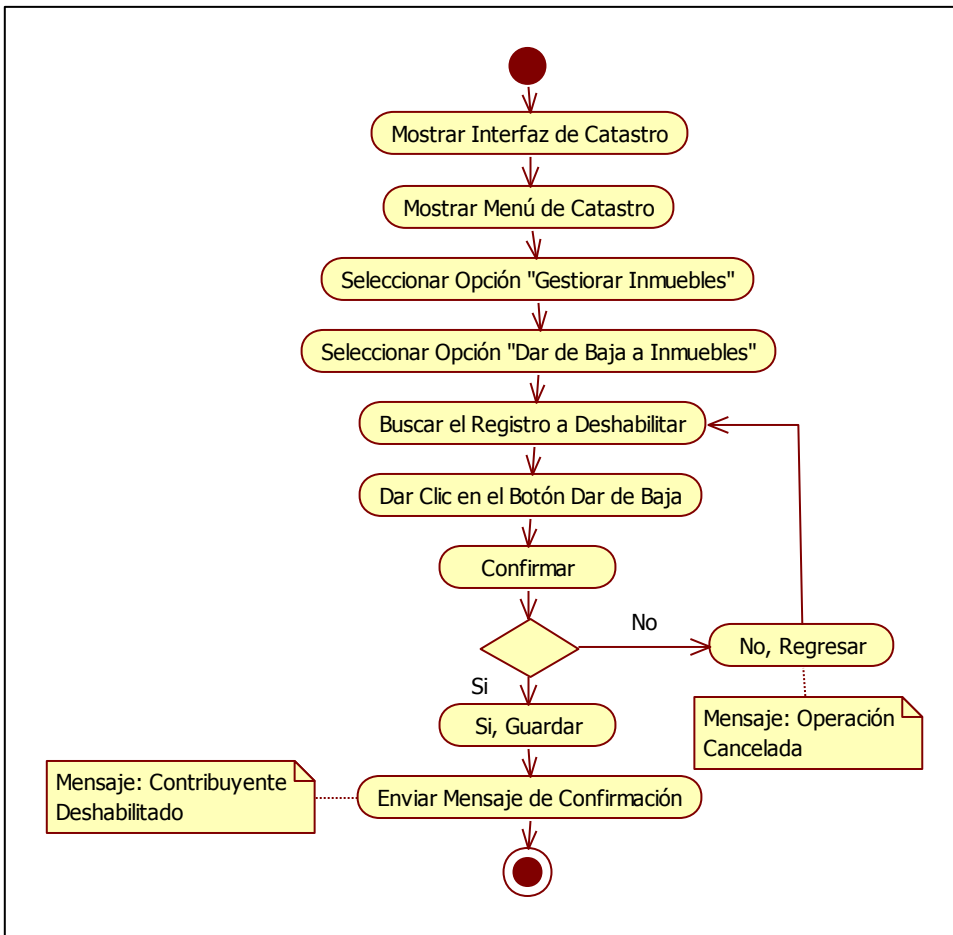 Mostrar Interfaz de Catastro
Mostrar Menú de Catastro
Seleccionar Opción "Gestiorar Inmuebles"
Seleccionar Opción "Dar de Baja a Inmuebles"
Buscar el Registro a Deshabilitar
Dar Clic en el Botón Dar de Baja
Confirmar
No
No, Regresar
Si
Si, Guardar
Mensaje: Operación
Cancelada
Mensaje: Contribuyente
Deshabilitado
Enviar Mensaje de Confirmación